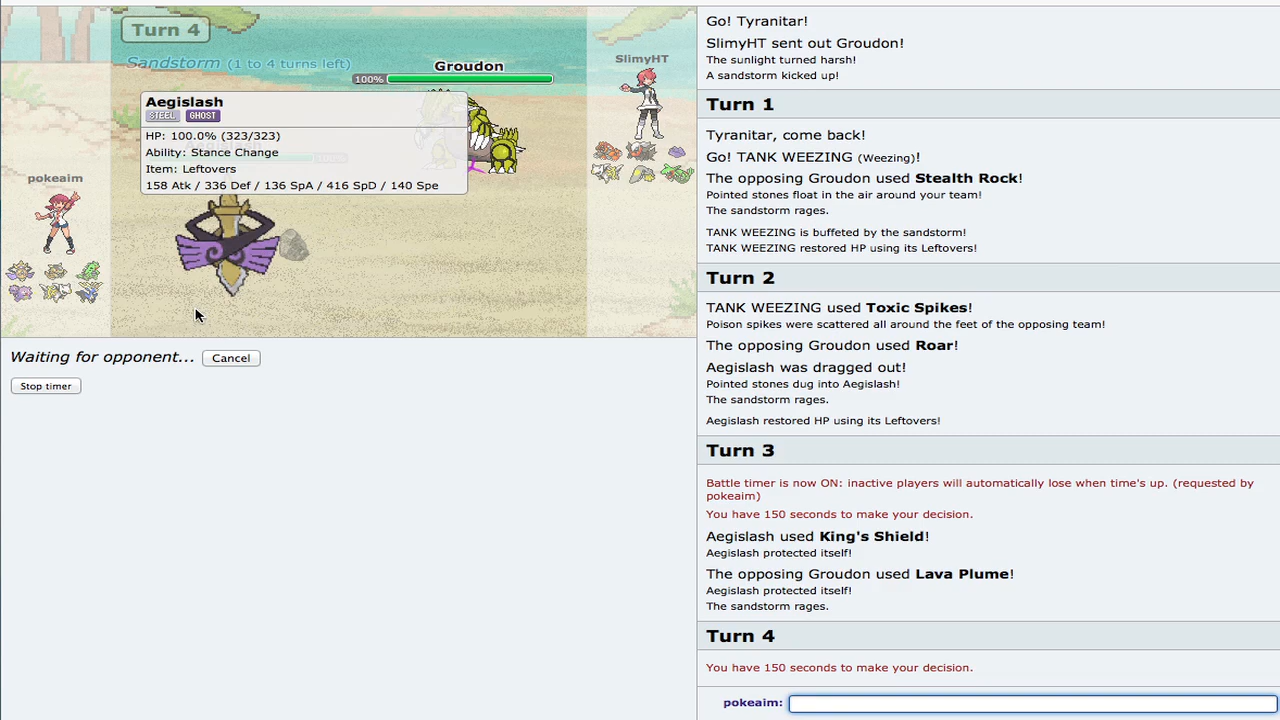 Turn 4
Sandstorm (1 to 4 turns left)
Groudon
100%
SlimyHT
pokeaim
Aegislash
STEEL GHOST
HP: 100.0% (323/323)
Ability: Stance Change
Item: Leftovers
158 Atk / 336 Def / 136 SpA / 416 SpD / 140 Spe
Waiting for opponent... Cancel
Stop timer
Go! Tyranitar!
SlimyHT sent out Groudon!
The sunlight turned harsh!
A sandstorm kicked up!
Turn 1
Tyranitar, come back!
Go! TANK WEEZING (Weezing)!
The opposing Groudon used Stealth Rock!
Pointed stones float in the air around your team!
The sandstorm rages.
TANK WEEZING is buffeted by the sandstorm!
TANK WEEZING restored HP using its Leftovers!
Turn 2
TANK WEEZING used Toxic Spikes!
Poison spikes were scattered all around the feet of the opposing team!
The opposing Groudon used Roar!
Aegislash was dragged out!
Pointed stones dug into Aegislash!
The sandstorm rages.
Aegislash restored HP using its Leftovers!
Turn 3
Battle timer is now ON: inactive players will automatically lose when time's up. (requested by
pokeaim)
You have 150 seconds to make your decision.
Aegislash used King's Shield!
Aegislash protected itself!
The opposing Groudon used Lava Plume!
Aegislash protected itself!
The sandstorm rages.
Turn 4
You have 150 seconds to make your decision.
pokeaim: